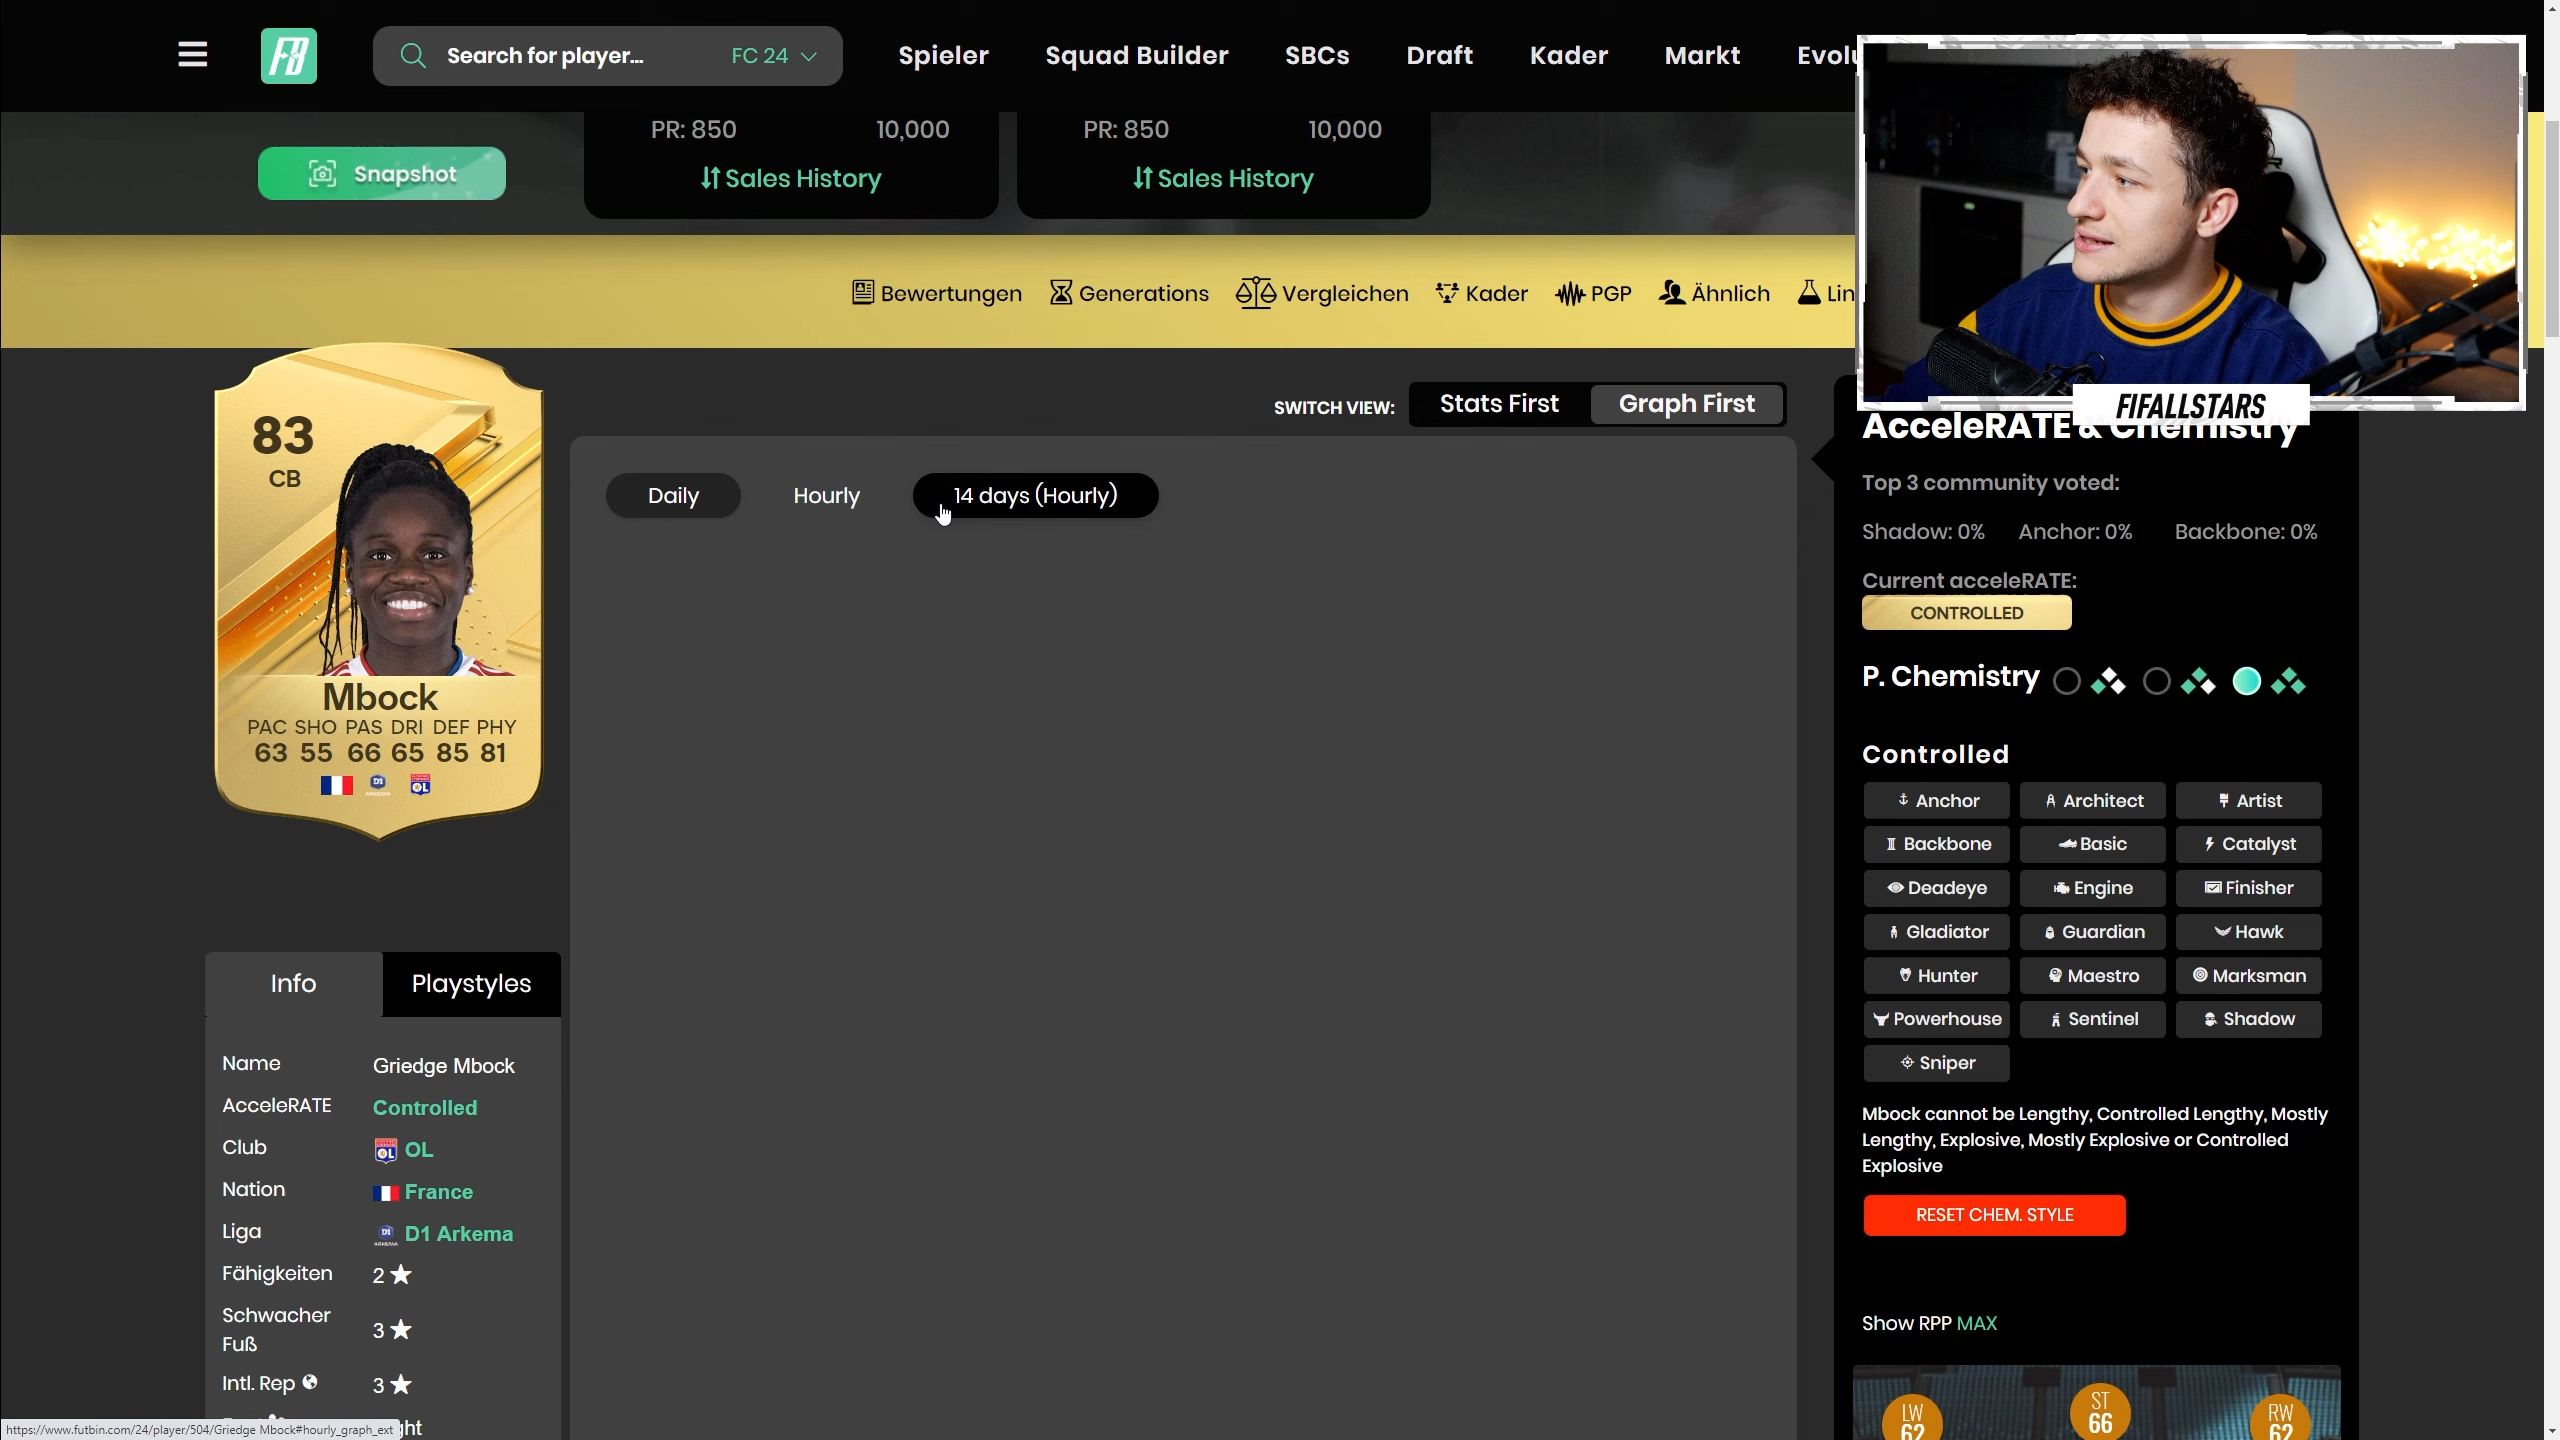 Search for player...
FC 24
Spieler
Squad Builder
SBCs
Draft
Kader
Markt
PR: 850
10,000
Sales History
PR: 850
10,000
Sales History
Snapshot
Bewertungen
Generations
Vergleichen
Kader
PGP
Ähnlich
FIFALLSTARS
SWITCH VIEW:
Stats First
Graph First
83
CB
Mbock
PAC SHO PAS DRI DEF PHY
63 55 66 65 85 81
D1
OL
Daily
Hourly
14 days (Hourly)
AcceleRATE & Chemistry
Top 3 community voted:
Shadow: 0%
Anchor: 0%
Backbone: 0%
Current acceleRATE:
CONTROLLED
P. Chemistry
Controlled
Anchor
Architect
Artist
Backbone
Basic
Catalyst
Deadeye
Engine
Finisher
Gladiator
Guardian
Hawk
Hunter
Maestro
Marksman
Powerhouse
Sentinel
Shadow
Sniper
Mbock cannot be Lengthy, Controlled Lengthy, Mostly
Lengthy, Explosive, Mostly Explosive or Controlled
Explosive
RESET CHEM. STYLE
Show RPP MAX
LW
62
ST
66
RW
62
Info
Playstyles
Name
Griedge Mbock
AcceleRATE
Controlled
Club
OL
Nation
France
Liga
D1 Arkema
Fähigkeiten
2
Schwacher
Fuß
3
Intl. Rep
3
https://www.futbin.com/24/player/504/Griedge Mbock#hourly_graph_ext